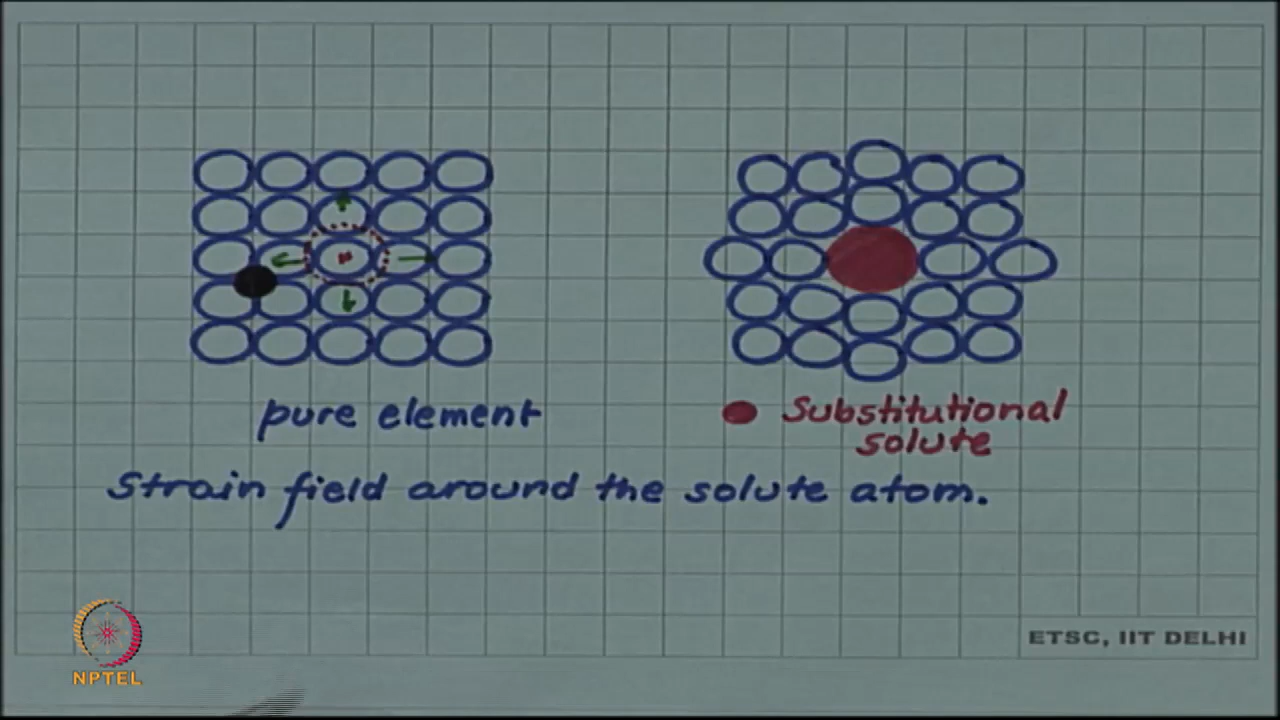 pure element
Substitutional
solute
Strain field around the solute atom.
NPTEL
ETSC, IIT DELHI